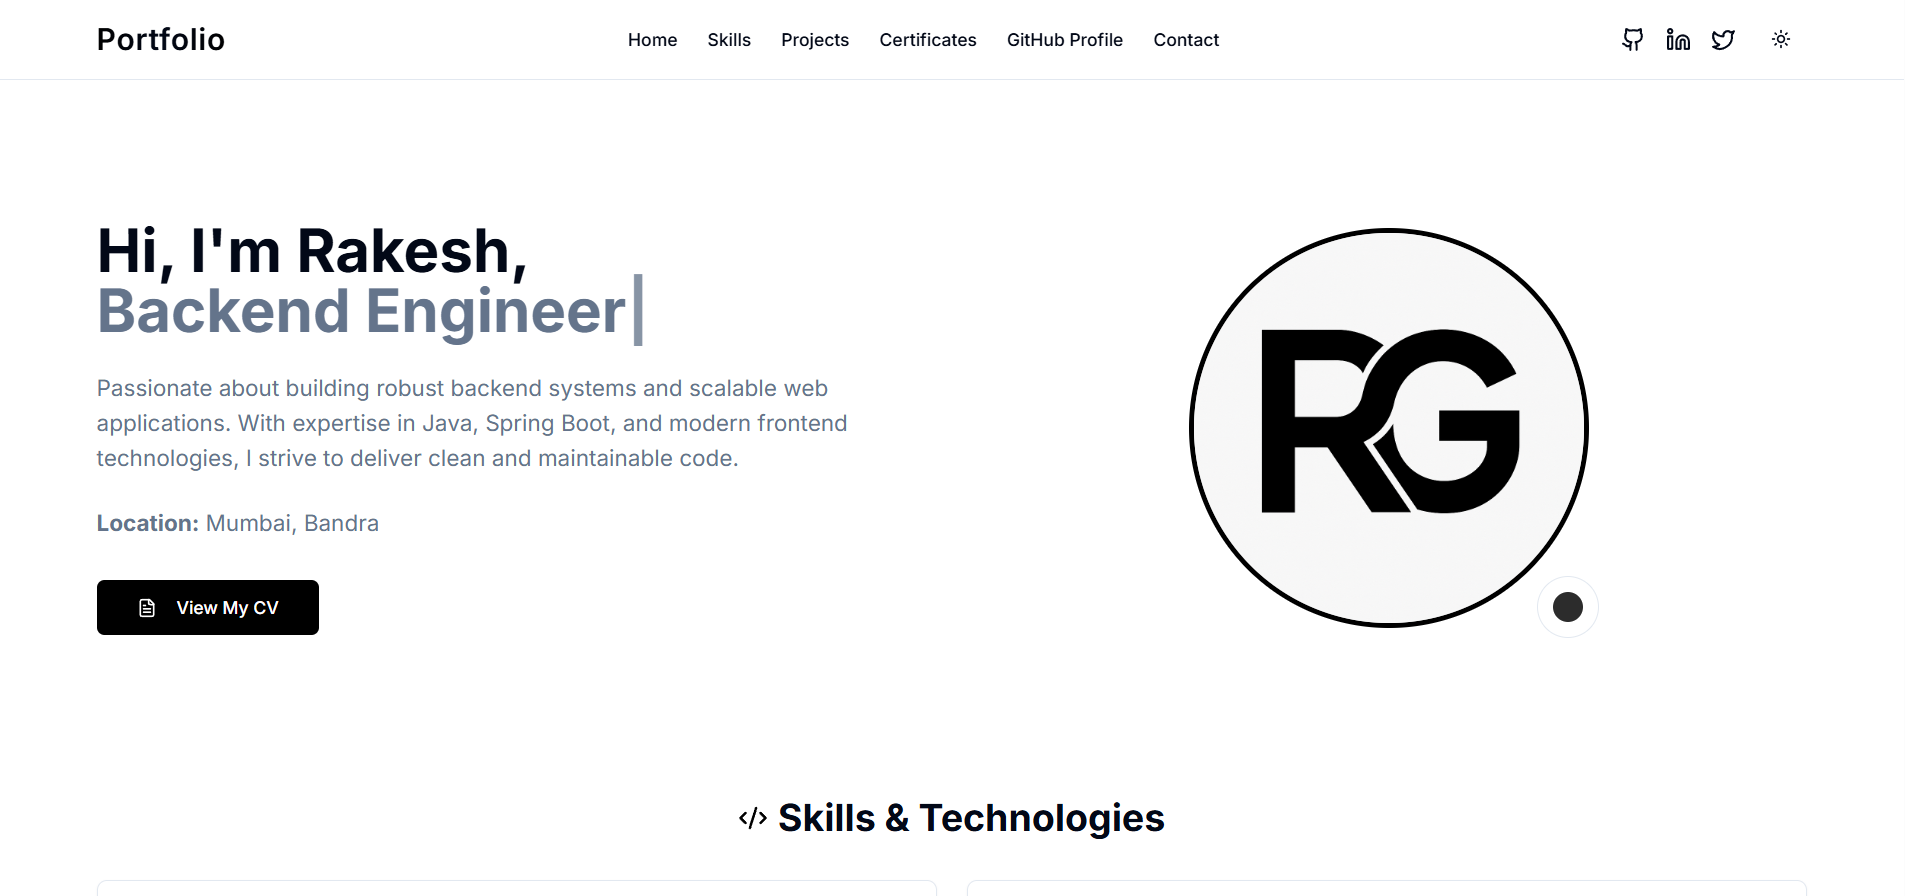 Portfolio
Home Skills Projects Certificates GitHub Profile Contact
Hi, I'm Rakesh,
Backend Engineer|
Passionate about building robust backend systems and scalable web
applications. With expertise in Java, Spring Boot, and modern frontend
technologies, I strive to deliver clean and maintainable code.
Location: Mumbai, Bandra
View My CV
RG
</> Skills & Technologies